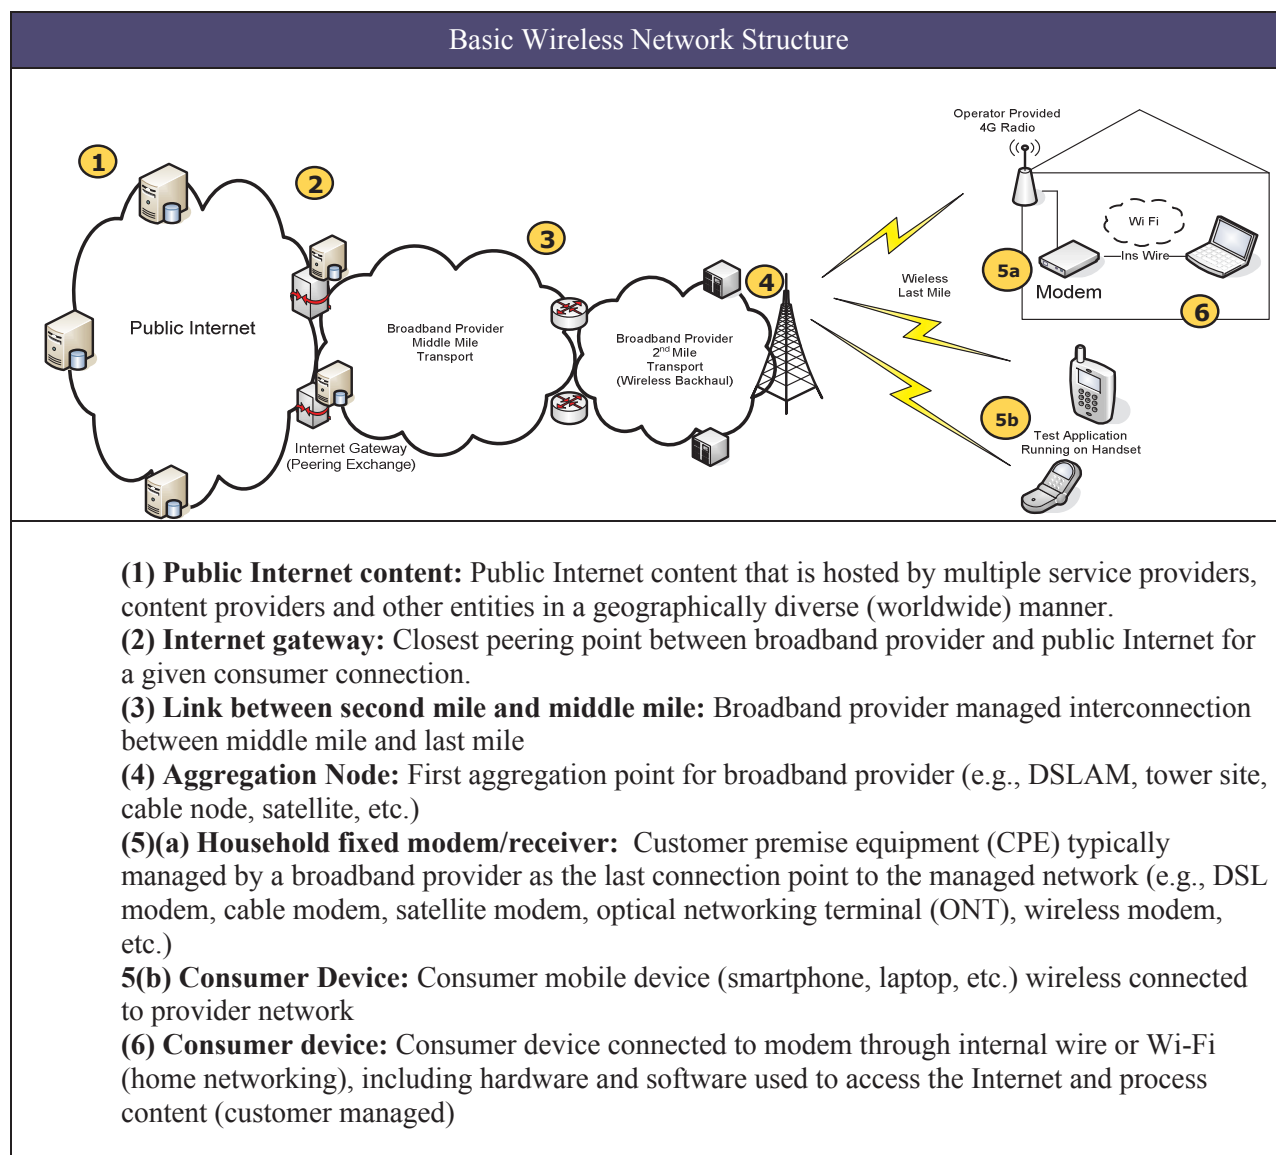 Basic Wireless Network Structure
1
2
3
4
5a
5b
6
Public Internet
Internet Gateway
(Peering Exchange)
Broadband Provider
Middle Mile
Transport
Broadband Provider
2nd Mile
Transport
(Wireless Backhaul)
Wieless
Last Mile
Operator Provided
4G Radio
Wi Fi
Ins Wire
Modem
Test Application
Running on Handset
(1) Public Internet content: Public Internet content that is hosted by multiple service providers,
content providers and other entities in a geographically diverse (worldwide) manner.
(2) Internet gateway: Closest peering point between broadband provider and public Internet for
a given consumer connection.
(3) Link between second mile and middle mile: Broadband provider managed interconnection
between middle mile and last mile
(4) Aggregation Node: First aggregation point for broadband provider (e.g., DSLAM, tower site,
cable node, satellite, etc.)
(5)(a) Household fixed modem/receiver: Customer premise equipment (CPE) typically
managed by a broadband provider as the last connection point to the managed network (e.g., DSL
modem, cable modem, satellite modem, optical networking terminal (ONT), wireless modem,
etc.)
5(b) Consumer Device: Consumer mobile device (smartphone, laptop, etc.) wireless connected
to provider network
(6) Consumer device: Consumer device connected to modem through internal wire or Wi-Fi
(home networking), including hardware and software used to access the Internet and process
content (customer managed)